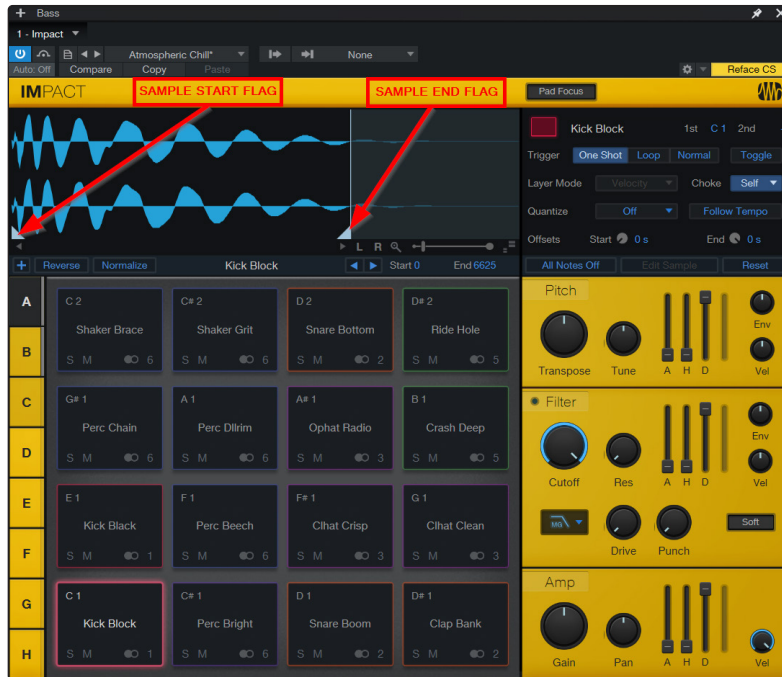 Bass
1 - Impact
Atmospheric Chill*
None
Auto: Off Compare Copy Paste
Reface CS
IMPACT
SAMPLE START FLAG
SAMPLE END FLAG
Pad Focus
Kick Block 1st C 1 2nd
Trigger One Shot Loop Normal Toggle
Layer Mode Velocity Choke Self
Quantize Off Follow Tempo
Offsets Start 0 s End 0 s
L R
Reverse Normalize Kick Block Start 0 End 6625
All Notes Off Edit Sample Reset
A
B
C
D
E
F
G
H
C 2 C# 2 D 2 D# 2
Shaker Brace Shaker Grit Snare Bottom Ride Hole
S M 6 S M 6 S M 2 S M 5
G# 1 A 1 A# 1 B 1
Perc Chain Perc Dllrim Ophat Radio Crash Deep
S M 6 S M 6 S M 3 S M 5
E 1 F 1 F# 1 G 1
Kick Black Perc Beech Clhat Crisp Clhat Clean
S M 1 S M 6 S M 3 S M 3
C 1 C# 1 D 1 D# 1
Kick Block Perc Bright Snare Boom Clap Bank
S M 1 S M 6 S M 2 S M 2
Pitch
Env
Transpose Tune A H D Vel
Filter
Env
Cutoff Res A H D Vel
MG
Soft
Drive Punch
Amp
Gain Pan A H D Vel